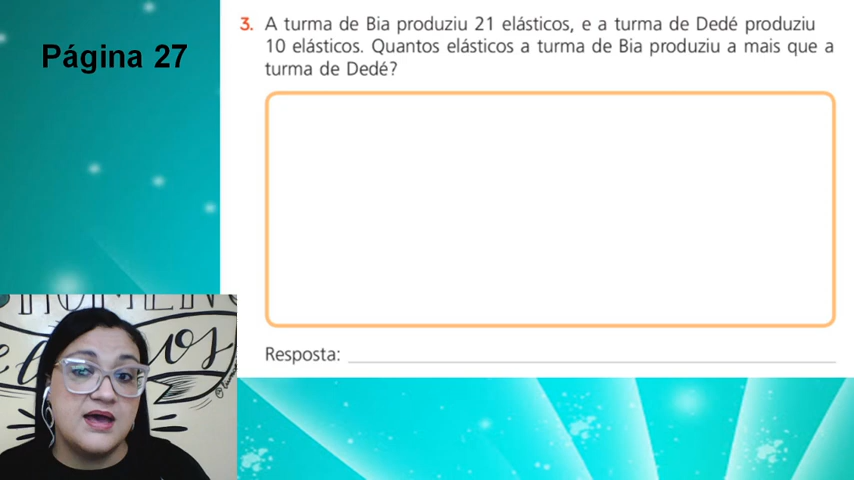 Página 27
3. A turma de Bia produziu 21 elásticos, e a turma de Dedé produziu
10 elásticos. Quantos elásticos a turma de Bia produziu a mais que a
turma de Dedé?
Resposta: